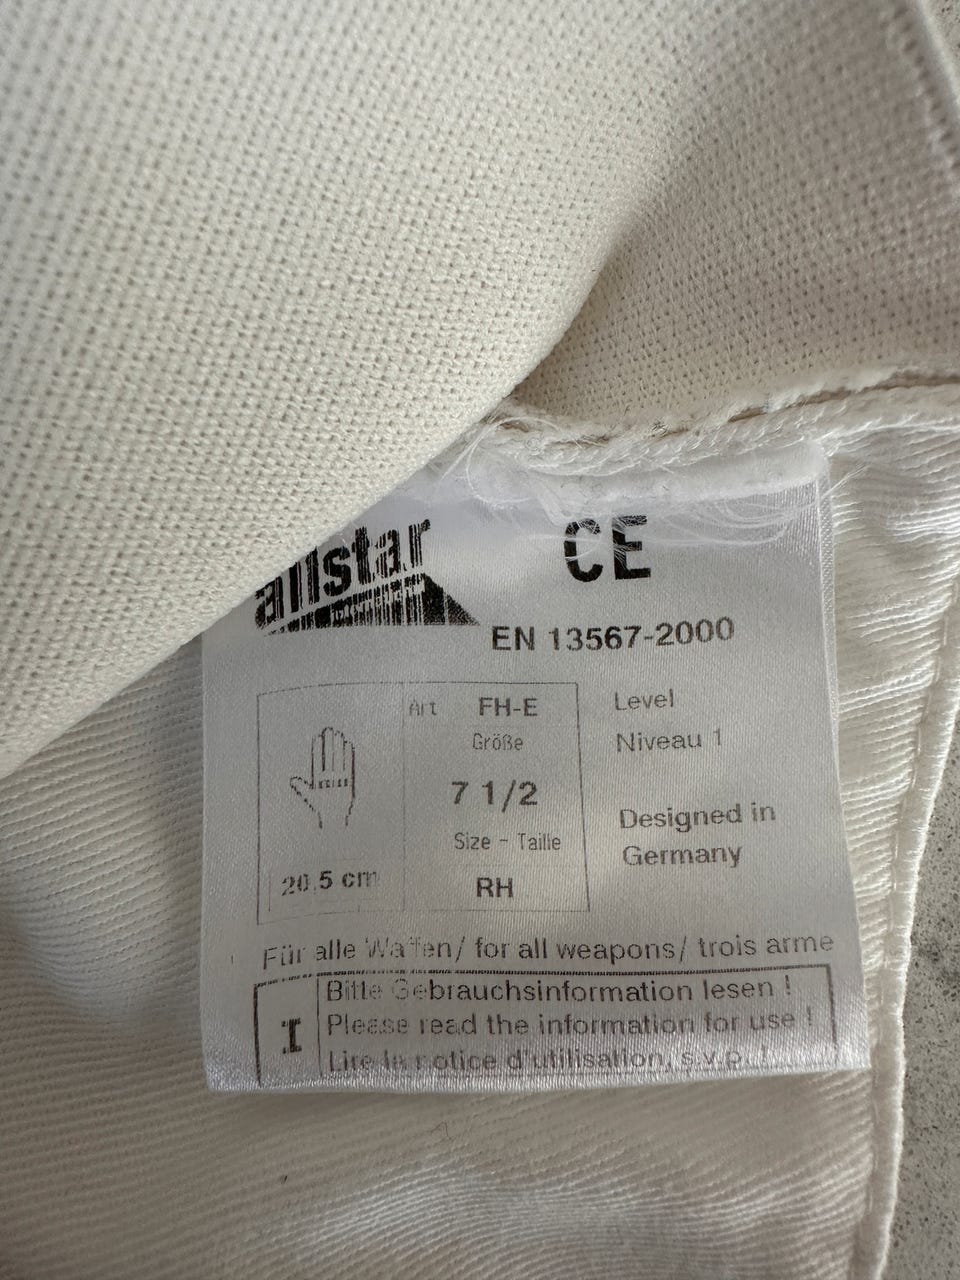 allstar
CE
EN 13567-2000
Art FH-E
Größe
7 1/2
Size - Taille
RH
20.5 cm
Level
Niveau 1
Designed in
Germany
Für alle Waffen/ for all weapons/ trois arme
I
Bitte Gebrauchsinformation lesen !
Please read the information for use !
Lire la notice d'utilisation, s.v.p. !